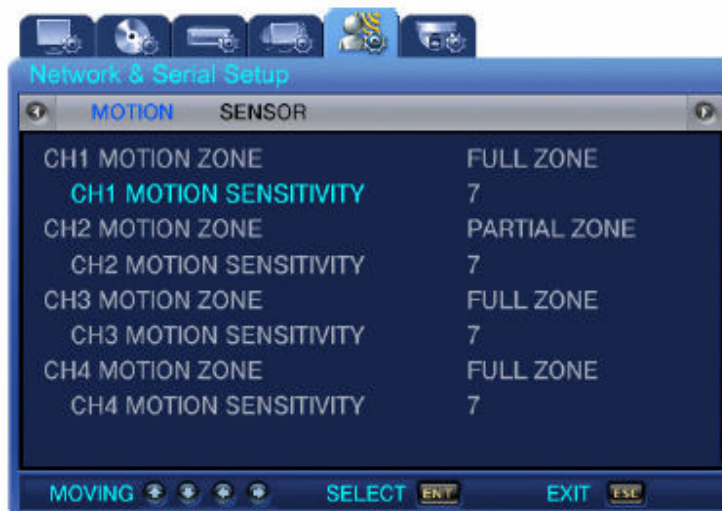 Network & Serial Setup
MOTION SENSOR
CH1 MOTION ZONE FULL ZONE
CH1 MOTION SENSITIVITY 7
CH2 MOTION ZONE PARTIAL ZONE
CH2 MOTION SENSITIVITY 7
CH3 MOTION ZONE FULL ZONE
CH3 MOTION SENSITIVITY 7
CH4 MOTION ZONE FULL ZONE
CH4 MOTION SENSITIVITY 7
MOVING SELECT ENT EXIT ESC